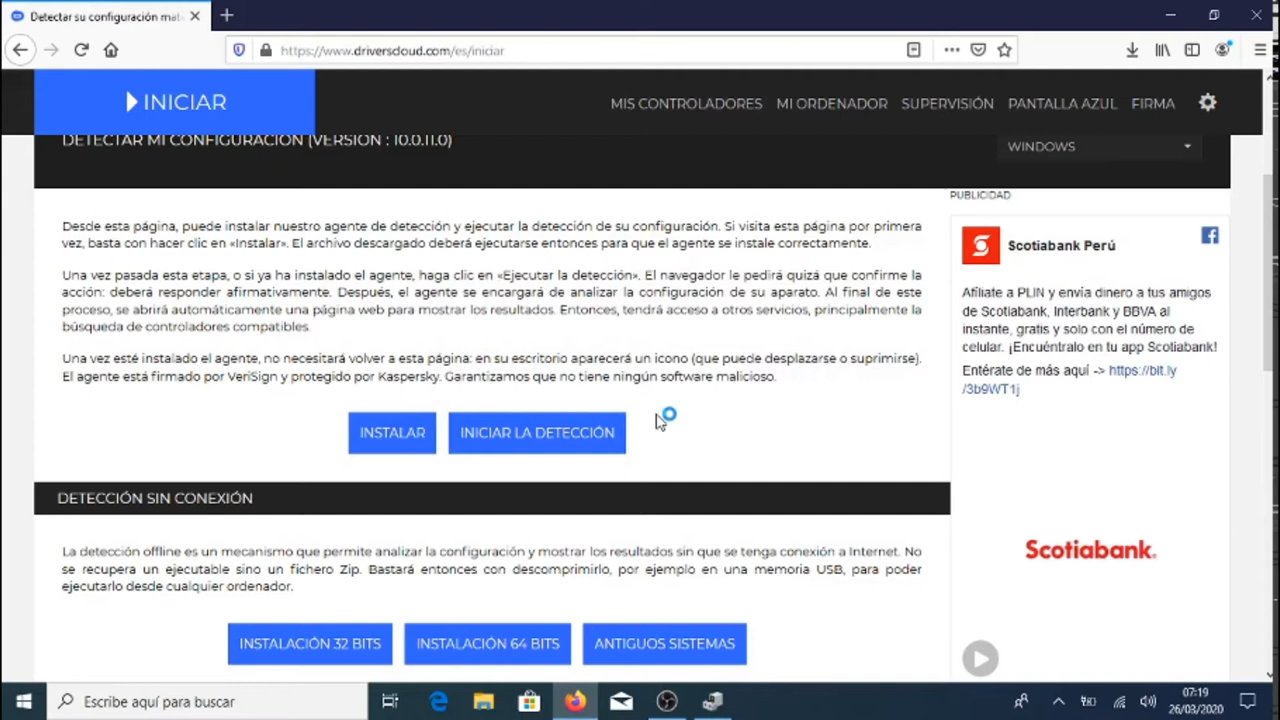 Detectar su configuración mat
https://www.driverscloud.com/es/iniciar
INICIAR
MIS CONTROLADORES
MI ORDENADOR
SUPERVISIÓN
PANTALLA AZUL
FIRMA
DETECTAR MI CONFIGURACIÓN (VERSIÓN : 10.0.11.0)
WINDOWS
Desde esta página, puede instalar nuestro agente de detección y ejecutar la detección de su configuración. Si visita esta página por primera
vez, basta con hacer clic en «Instalar». El archivo descargado deberá ejecutarse entonces para que el agente se instale correctamente.
Una vez pasada esta etapa, o si ya ha instalado el agente, haga clic en «Ejecutar la detección». El navegador le pedirá quizá que confirme la
acción: deberá responder afirmativamente. Después, el agente se encargará de analizar la configuración de su aparato. Al final de este
proceso, se abrirá automáticamente una página web para mostrar los resultados. Entonces, tendrá acceso a otros servicios, principalmente la
búsqueda de controladores compatibles.
Una vez esté instalado el agente, no necesitará volver a esta página: en su escritorio aparecerá un icono (que puede desplazarse o suprimirse).
El agente está firmado por VeriSign y protegido por Kaspersky. Garantizamos que no tiene ningún software malicioso.
INSTALAR
INICIAR LA DETECCIÓN
DETECCIÓN SIN CONEXIÓN
La detección offline es un mecanismo que permite analizar la configuración y mostrar los resultados sin que se tenga conexión a Internet. No
se recupera un ejecutable sino un fichero Zip. Bastará entonces con descomprimirlo, por ejemplo en una memoria USB, para poder
ejecutarlo desde cualquier ordenador.
INSTALACIÓN 32 BITS
INSTALACIÓN 64 BITS
ANTIGUOS SISTEMAS
PUBLICIDAD
Scotiabank Perú
Afíliate a PLIN y envía dinero a tus amigos
de Scotiabank, Interbank y BBVA al
instante, gratis y solo con el número de
celular. ¡Encuéntralo en tu app Scotiabank!
Entérate de más aquí -> https://bit.ly
/3b9WT1j
Scotiabank.
Escribe aquí para buscar
07:19
26/03/2020